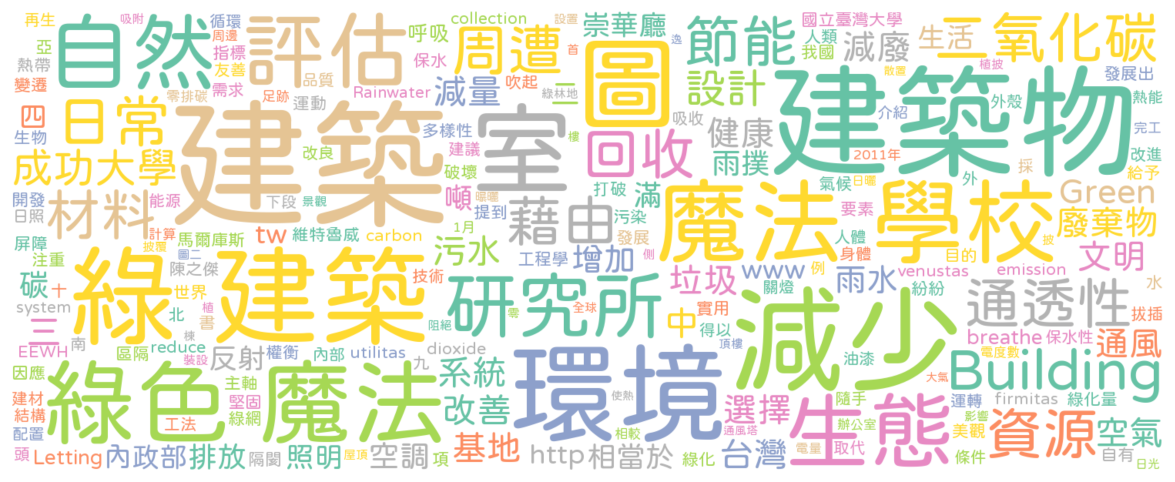 再生
吸附
循環
周邊
呼吸
collection
崇華廳
國立臺灣大學
生活
二氧化碳
自然
評估
周遭
圖
節能
人類
我國
減廢
亞
熱帶
變遷
指標
友善
需求
保水
品質
首
逸
設計
植披
散置
發展出
建築物
零排碳
足跡
運動
Rainwater
減量
吹起
二
綠林地
設置
外殼
熱能
介紹
完工
四
日常
建築
室
多樣性
吸收
健康
生物
改良
建議
樓
回收
雨撲
2011年
改進
成功大學
破壞
噸
曝曬
打破
滿
氣候
日曬
外
採
給予
開發
能源
下段
景觀
提到
藉由
污染
魔法學校
要素
Green
材料
日照
1月
發展
廢棄物
屏障
計算
tw
維特魯威
carbon
污水
人體
披
注重
披覆
圖二
馬爾庫斯
工程學
增加
側
身體
目的
文明
碳
十
陳之傑
技術
垃圾
www
例
雨水
venustas
emission
水
system
世界
綠建築
研究所
全球
實用
關燈
紛紛
通透性
拔插
三
北
植
書
阻絕
零
中
得以
減少
breathe
保水性
通風
EEWH
南
棟
區隔
reduce
裝設
反射
權衡
內部
utilitas
dioxide
環境
頂樓
油漆
大氣
電度數
因應
九
系統
Building
建材
結構
綠色魔法
主軸
堅固
綠網
使熱
改善
選擇
隨手
生態
運轉
firmitas
綠化量
配置
工法
相較
通風塔
辦公室
影響
美觀
資源
空氣
頭
Letting
內政部
排放
隔閡
照明
屋頂
空調
項
基地
http
相當於
綠化
台灣
電量
取代
條件
自有
日光